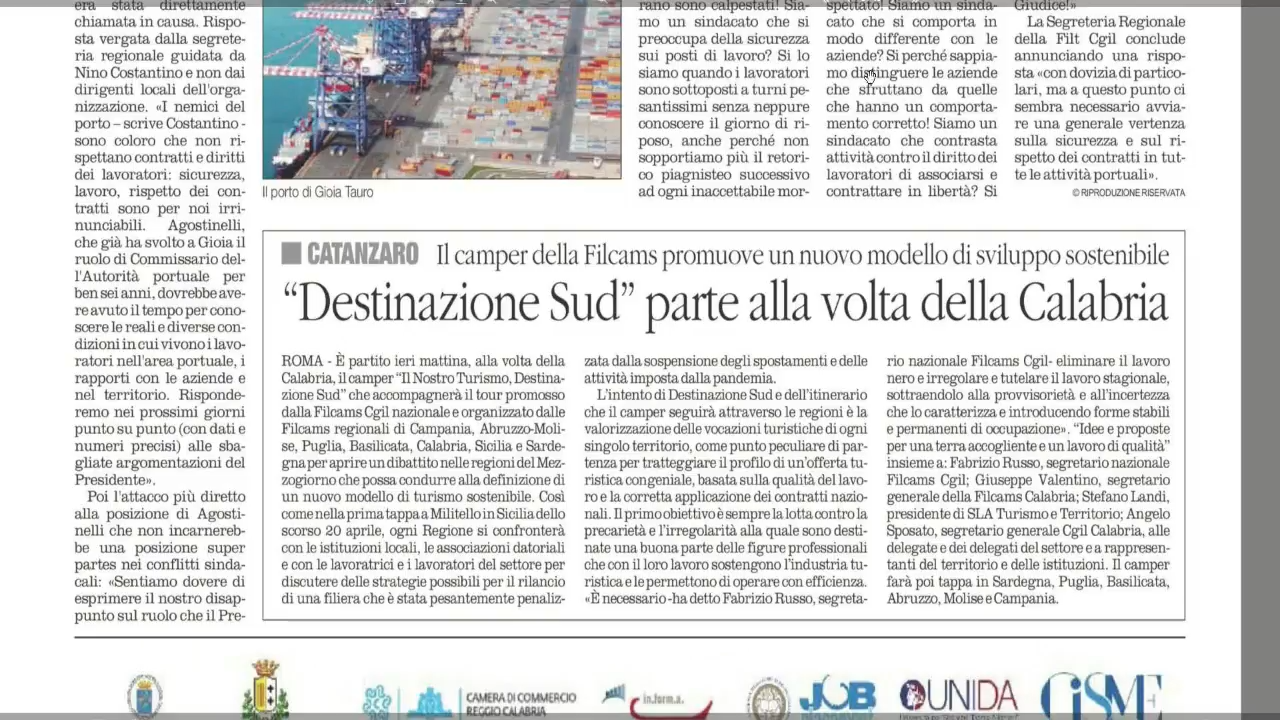 era stata direttamente
chiamata in causa. Rispo-
sta vergata dalla segrete-
ria regionale guidata da
Nino Costantino e non dai
dirigenti locali dell'orga-
nizzazione. «I nemici del
porto – scrive Costantino -
sono coloro che non ri-
spettano contratti e diritti
dei lavoratori: sicurezza,
lavoro, rispetto dei con-
tratti sono per noi irri-
nunciabili. Agostinelli,
che già ha svolto a Gioia il
ruolo di Commissario del-
l'Autorità portuale per
ben sei anni, dovrebbe ave-
re avuto il tempo per cono-
scere le reali e diverse con-
dizioni in cui vivono i lavo-
ratori nell'area portuale, i
rapporti con le aziende e
nel territorio. Risponde-
remo nei prossimi giorni
punto su punto (con dati e
numeri precisi) alle sba-
gliate argomentazioni del
Presidente».
Poi l'attacco più diretto
alla posizione di Agosti-
nelli che non incarnereb-
be una posizione super
partes nei conflitti sinda-
cali: «Sentiamo dovere di
esprimere il nostro disap-
punto sul ruolo che il Pre-
Il porto di Gioia Tauro
rano sono calpestati! Sia-
mo un sindacato che si
preoccupa della sicurezza
sui posti di lavoro? Si lo
siamo quando i lavoratori
sono sottoposti a turni pe-
santissimi senza neppure
conoscere il giorno di ri-
poso, anche perché non
sopportiamo più il retori-
co piagnisteo successivo
ad ogni inaccettabile mor-
spettato! Siamo un sinda-
cato che si comporta in
modo differente con le
aziende? Si perché sappia-
mo distinguere le aziende
che sfruttano da quelle
che hanno un comporta-
mento corretto! Siamo un
sindacato che contrasta
attività contro il diritto dei
lavoratori di associarsi e
contrattare in libertà? Si
Giudice!»
La Segreteria Regionale
della Filt Cgil conclude
annunciando una rispo-
sta «con dovizia di partico-
lari, ma a questo punto ci
sembra necessario avvia-
re una generale vertenza
sulla sicurezza e sul ri-
spetto dei contratti in tut-
te le attività portuali».
© RIPRODUZIONE RISERVATA
CATANZARO Il camper della Filcams promuove un nuovo modello di sviluppo sostenibile
“Destinazione Sud” parte alla volta della Calabria
ROMA - È partito ieri mattina, alla volta della
Calabria, il camper “Il Nostro Turismo, Destina-
zione Sud” che accompagnerà il tour promosso
dalla Filcams Cgil nazionale e organizzato dalle
Filcams regionali di Campania, Abruzzo-Moli-
se, Puglia, Basilicata, Calabria, Sicilia e Sarde-
gna per aprire un dibattito nelle regioni del Mez-
zogiorno che possa condurre alla definizione di
un nuovo modello di turismo sostenibile. Così
come nella prima tappa a Militello in Sicilia dello
scorso 20 aprile, ogni Regione si confronterà
con le istituzioni locali, le associazioni datoriali
e con le lavoratrici e i lavoratori del settore per
discutere delle strategie possibili per il rilancio
di una filiera che è stata pesantemente penaliz-
zata dalla sospensione degli spostamenti e delle
attività imposta dalla pandemia.
L'intento di Destinazione Sud e dell'itinerario
che il camper seguirà attraverso le regioni è la
valorizzazione delle vocazioni turistiche di ogni
singolo territorio, come punto peculiare di par-
tenza per tratteggiare il profilo di un'offerta tu-
ristica congeniale, basata sulla qualità del lavo-
ro e la corretta applicazione dei contratti nazio-
nali. Il primo obiettivo è sempre la lotta contro la
precarietà e l'irregolarità alla quale sono desti-
nate una buona parte delle figure professionali
che con il loro lavoro sostengono l'industria tu-
ristica e le permettono di operare con efficienza.
«È necessario -ha detto Fabrizio Russo, segreta-
rio nazionale Filcams Cgil- eliminare il lavoro
nero e irregolare e tutelare il lavoro stagionale,
sottraendolo alla provvisorietà e all'incertezza
che lo caratterizza e introducendo forme stabili
e permanenti di occupazione». “Idee e proposte
per una terra accogliente e un lavoro di qualità”
insieme a: Fabrizio Russo, segretario nazionale
Filcams Cgil; Giuseppe Valentino, segretario
generale della Filcams Calabria; Stefano Landi,
presidente di SLA Turismo e Territorio; Angelo
Sposato, segretario generale Cgil Calabria, alle
delegate e dei delegati del settore e a rappresen-
tanti del territorio e delle istituzioni. Il camper
farà poi tappa in Sardegna, Puglia, Basilicata,
Abruzzo, Molise e Campania.
CAMERA DI COMMERCIO
REGGIO CALABRIA
in.form.a.
JOB
UNIDA
GISME